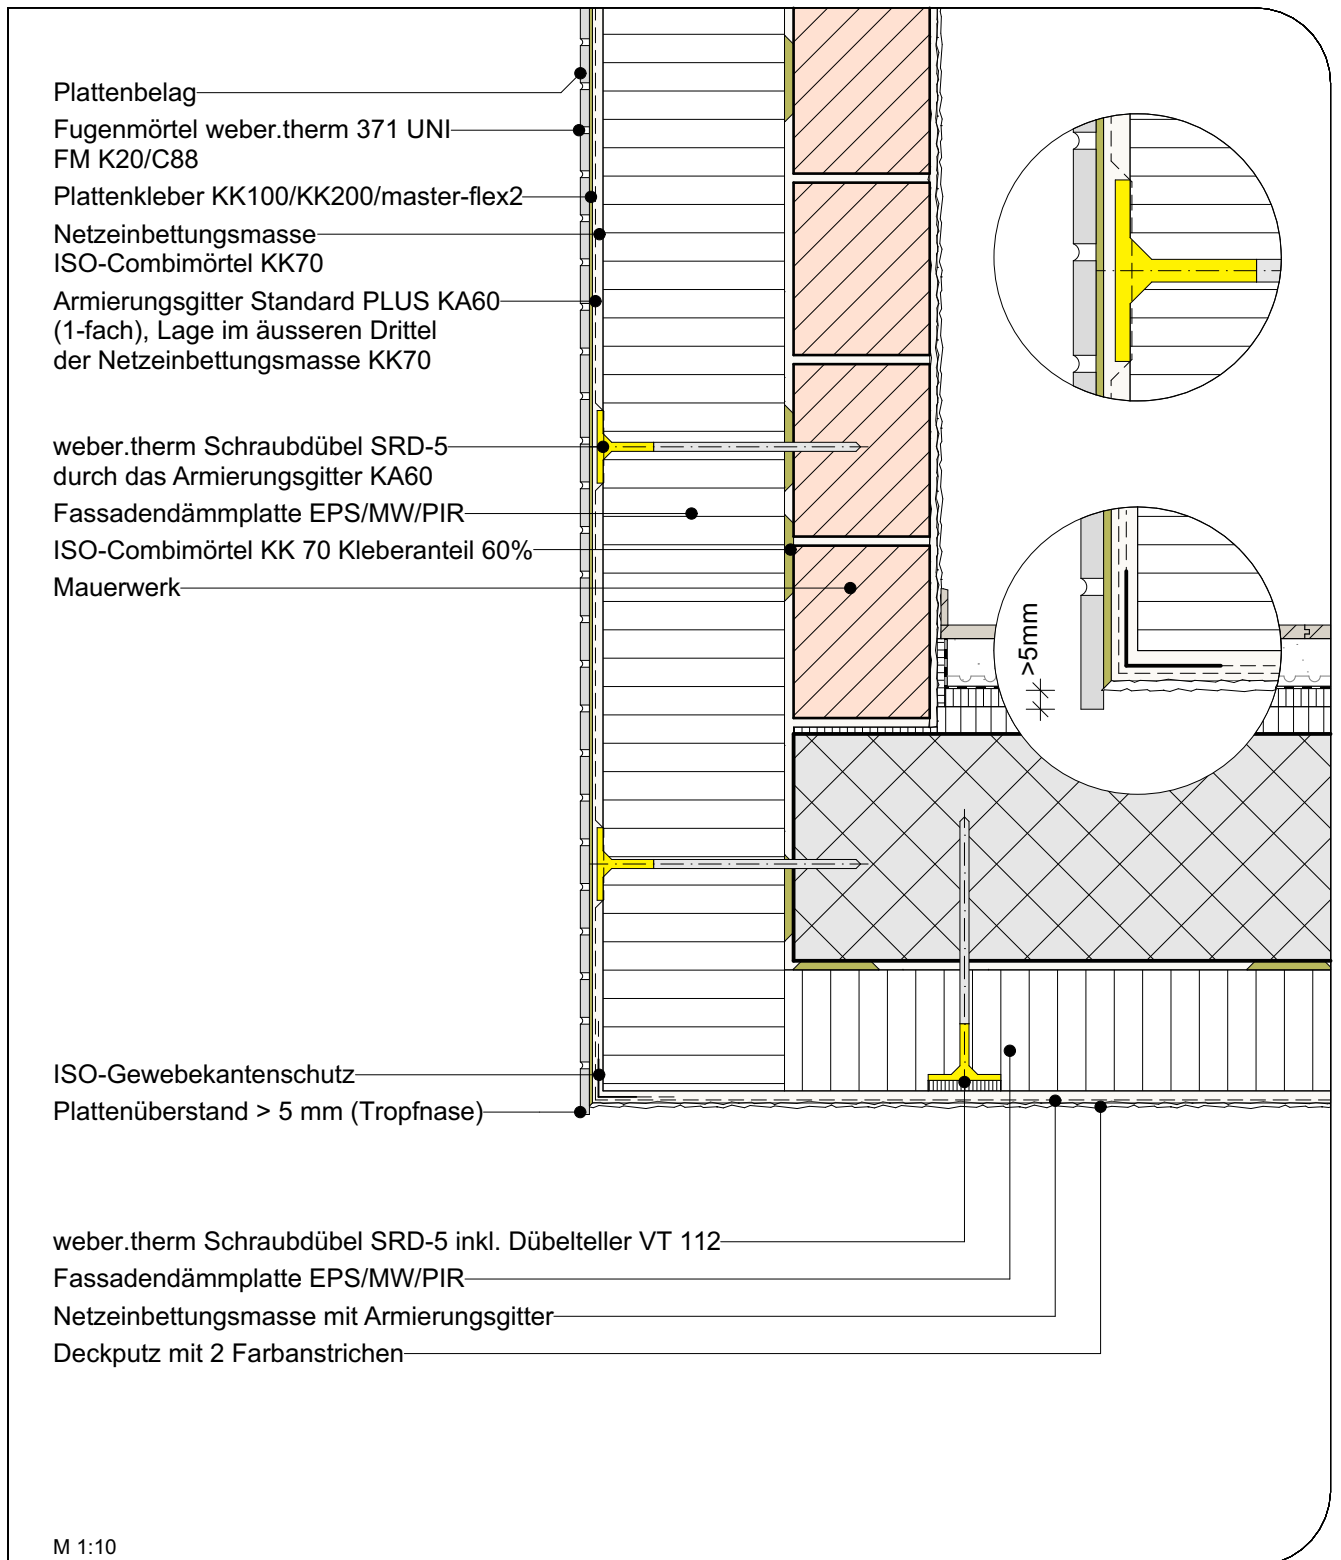 Plattenbelag
Fugenmörtel weber.therm 371 UNI
FM K20/C88
Plattenkleber KK100/KK200/master-flex2
Netzeinbettungsmasse
ISO-Combimörtel KK70
Armierungsgitter Standard PLUS KA60
(1-fach), Lage im äusseren Drittel
der Netzeinbettungsmasse KK70
weber.therm Schraubdübel SRD-5
durch das Armierungsgitter KA60
Fassadendämmplatte EPS/MW/PIR
ISO-Combimörtel KK 70 Kleberanteil 60%
Mauerwerk
>5mm
ISO-Gewebekantenschutz
Plattenüberstand > 5 mm (Tropfnase)
weber.therm Schraubdübel SRD-5 inkl. Dübelteller VT 112
Fassadendämmplatte EPS/MW/PIR
Netzeinbettungsmasse mit Armierungsgitter
Deckputz mit 2 Farbanstrichen
M 1:10